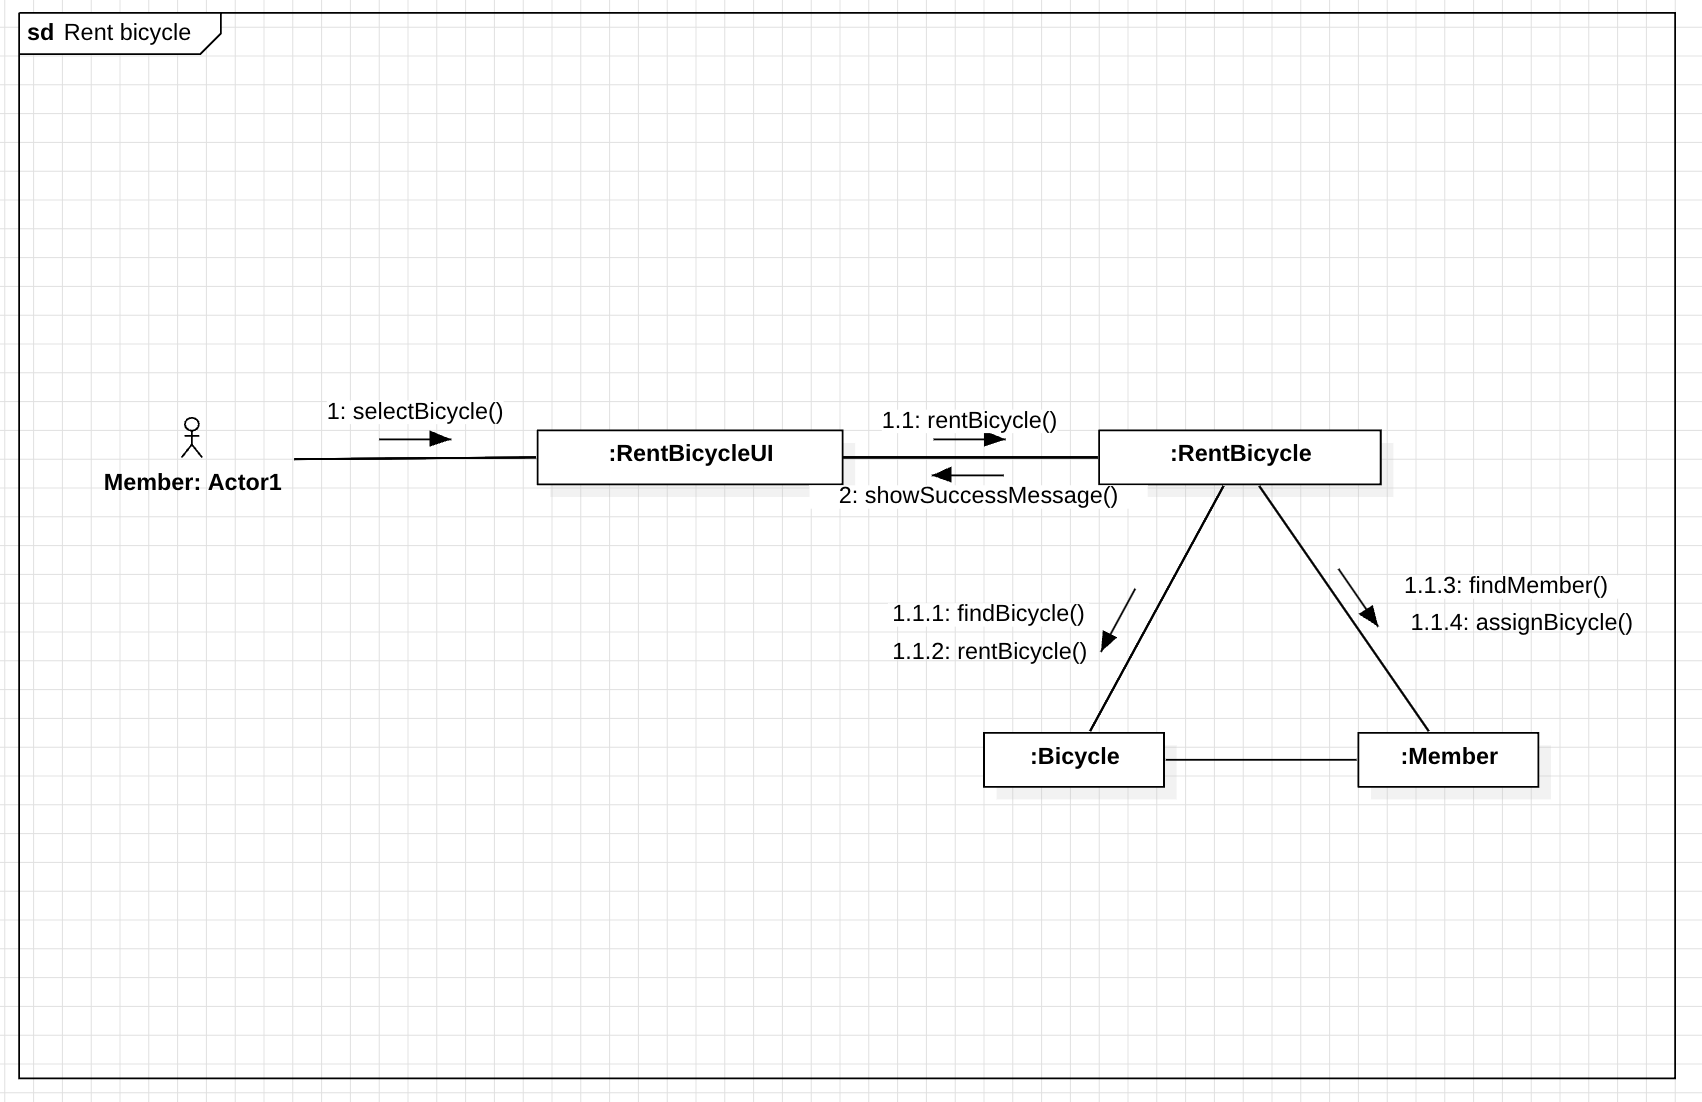 sd Rent bicycle
1: selectBicycle()
1.1: rentBicycle()
Member: Actor1
:RentBicycleUI
:RentBicycle
2: showSuccessMessage()
1.1.1: findBicycle()
1.1.2: rentBicycle()
1.1.3: findMember()
1.1.4: assignBicycle()
:Bicycle
:Member